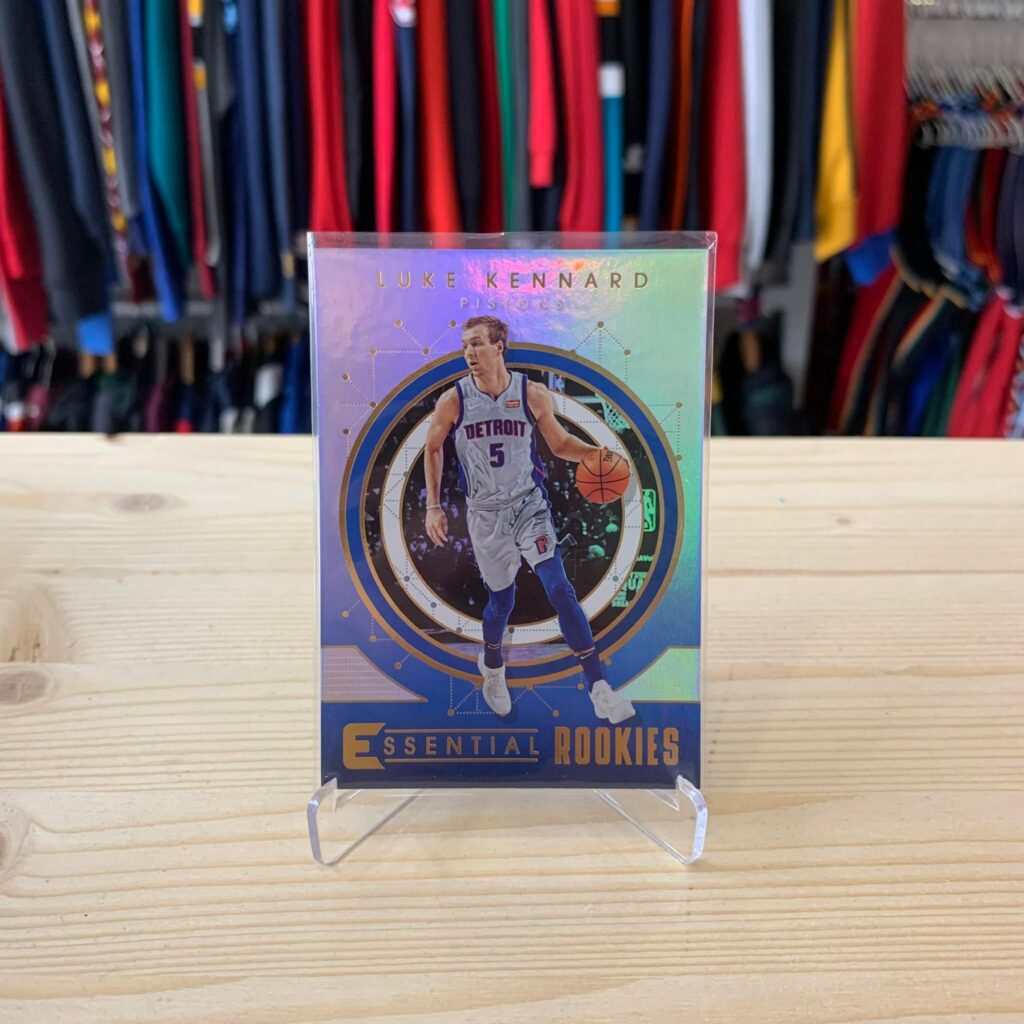 LUKE KENNARD
PISTONS
DETROIT
5
ESSENTIAL ROOKIES